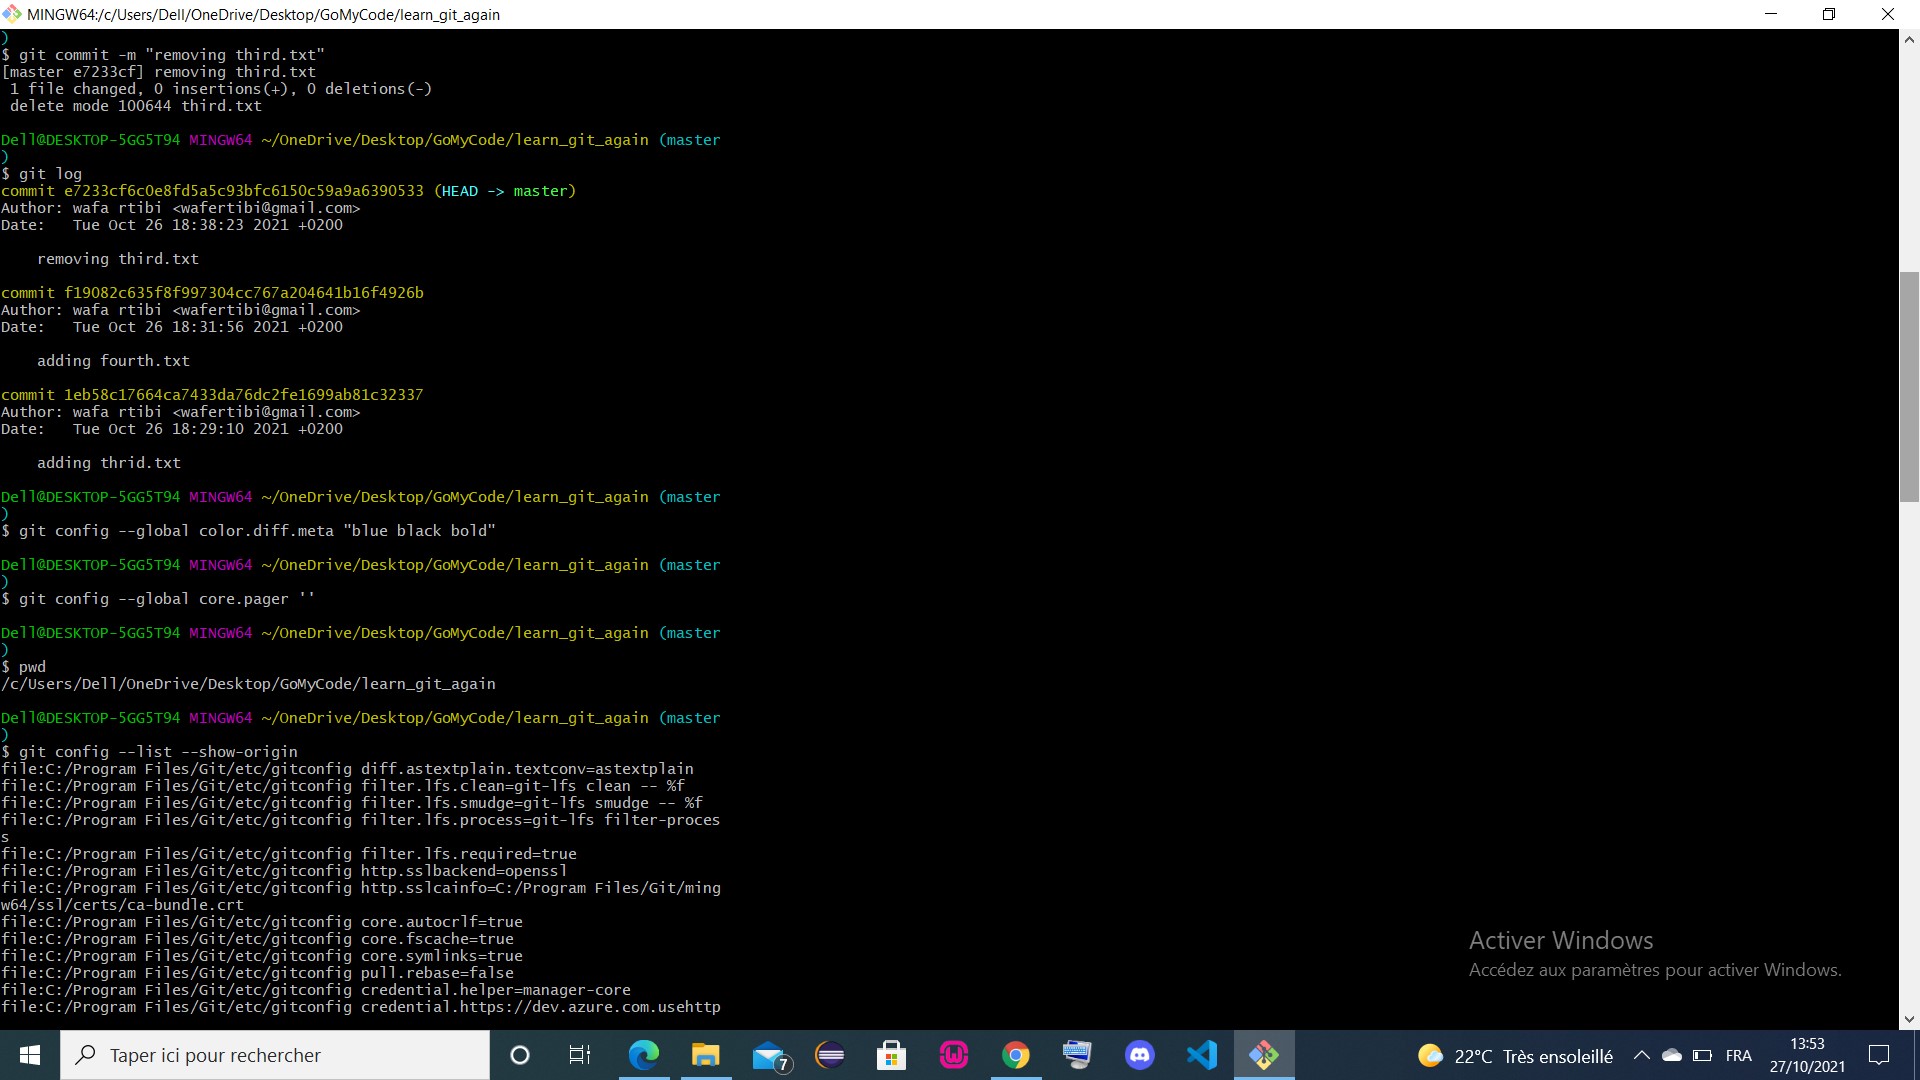 MINGW64:/c/Users/Dell/OneDrive/Desktop/GoMyCode/learn_git_again
)
$ git commit -m "removing third.txt"
[master e7233cf] removing third.txt
 1 file changed, 0 insertions(+), 0 deletions(-)
 delete mode 100644 third.txt
Dell@DESKTOP-5GG5T94 MINGW64 ~/OneDrive/Desktop/GoMyCode/learn_git_again (master
)
$ git log
commit e7233cf6c0e8fd5a5c93bfc6150c59a9a6390533 (HEAD -> master)
Author: wafa rtibi <wafertibi@gmail.com>
Date:   Tue Oct 26 18:38:23 2021 +0200
    removing third.txt
commit f19082c635f8f997304cc767a204641b16f4926b
Author: wafa rtibi <wafertibi@gmail.com>
Date:   Tue Oct 26 18:31:56 2021 +0200
    adding fourth.txt
commit 1eb58c17664ca7433da76dc2fe1699ab81c32337
Author: wafa rtibi <wafertibi@gmail.com>
Date:   Tue Oct 26 18:29:10 2021 +0200
    adding thrid.txt
Dell@DESKTOP-5GG5T94 MINGW64 ~/OneDrive/Desktop/GoMyCode/learn_git_again (master
)
$ git config --global color.diff.meta "blue black bold"
Dell@DESKTOP-5GG5T94 MINGW64 ~/OneDrive/Desktop/GoMyCode/learn_git_again (master
)
$ git config --global core.pager ''
Dell@DESKTOP-5GG5T94 MINGW64 ~/OneDrive/Desktop/GoMyCode/learn_git_again (master
)
$ pwd
/c/Users/Dell/OneDrive/Desktop/GoMyCode/learn_git_again
Dell@DESKTOP-5GG5T94 MINGW64 ~/OneDrive/Desktop/GoMyCode/learn_git_again (master
)
$ git config --list --show-origin
file:C:/Program Files/Git/etc/gitconfig diff.astextplain.textconv=astextplain
file:C:/Program Files/Git/etc/gitconfig filter.lfs.clean=git-lfs clean -- %f
file:C:/Program Files/Git/etc/gitconfig filter.lfs.smudge=git-lfs smudge -- %f
file:C:/Program Files/Git/etc/gitconfig filter.lfs.process=git-lfs filter-proces
s
file:C:/Program Files/Git/etc/gitconfig filter.lfs.required=true
file:C:/Program Files/Git/etc/gitconfig http.sslbackend=openssl
file:C:/Program Files/Git/etc/gitconfig http.sslcainfo=C:/Program Files/Git/ming
w64/ssl/certs/ca-bundle.crt
file:C:/Program Files/Git/etc/gitconfig core.autocrlf=true
file:C:/Program Files/Git/etc/gitconfig core.fscache=true
file:C:/Program Files/Git/etc/gitconfig core.symlinks=true
file:C:/Program Files/Git/etc/gitconfig pull.rebase=false
file:C:/Program Files/Git/etc/gitconfig credential.helper=manager-core
file:C:/Program Files/Git/etc/gitconfig credential.https://dev.azure.com.usehttp
Activer Windows
Accédez aux paramètres pour activer Windows.
Taper ici pour rechercher
7
22°C Très ensoleillé
FRA
13:53
27/10/2021